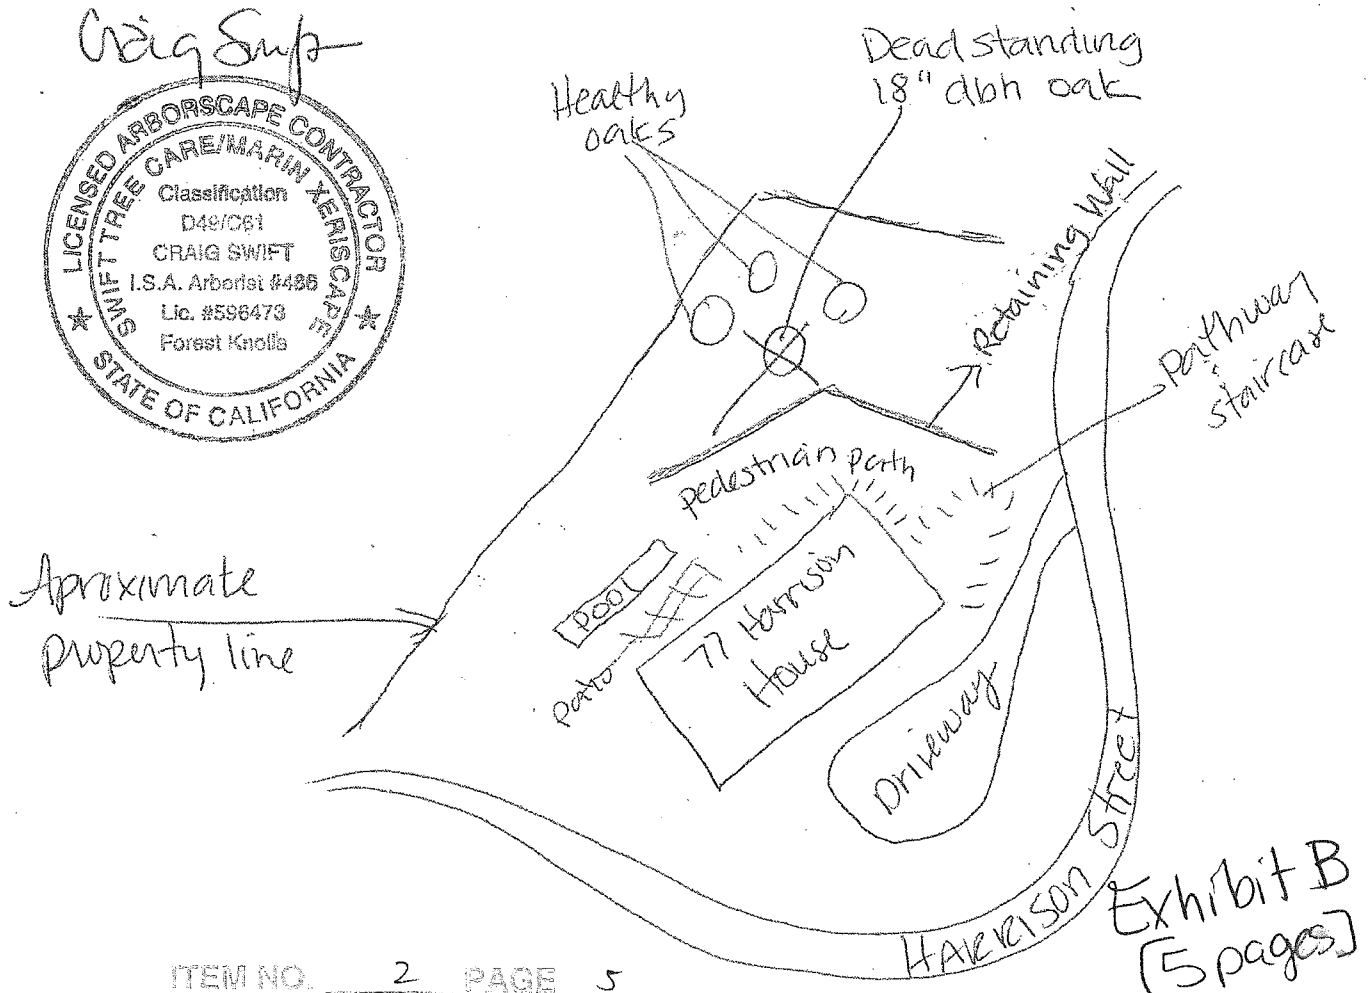 Craig Swift
LICENSED ARBORSCAPE CONTRACTOR
SWIFT TREE CARE/MARIN XERISCAPE
Classification
D49/C61
CRAIG SWIFT
I.S.A. Arborist #486
Lic. #596473
Forest Knolls
STATE OF CALIFORNIA
Healthy
oaks
Dead standing
18" dbh oak
Retaining Wall
Pathway
staircase
pedestrian path
Aproximate
property line
Pool
patio
77 Harrison
House
Driveway
HARRISON Street
Exhibit B
[5 pages]
ITEM NO. 2 PAGE 5